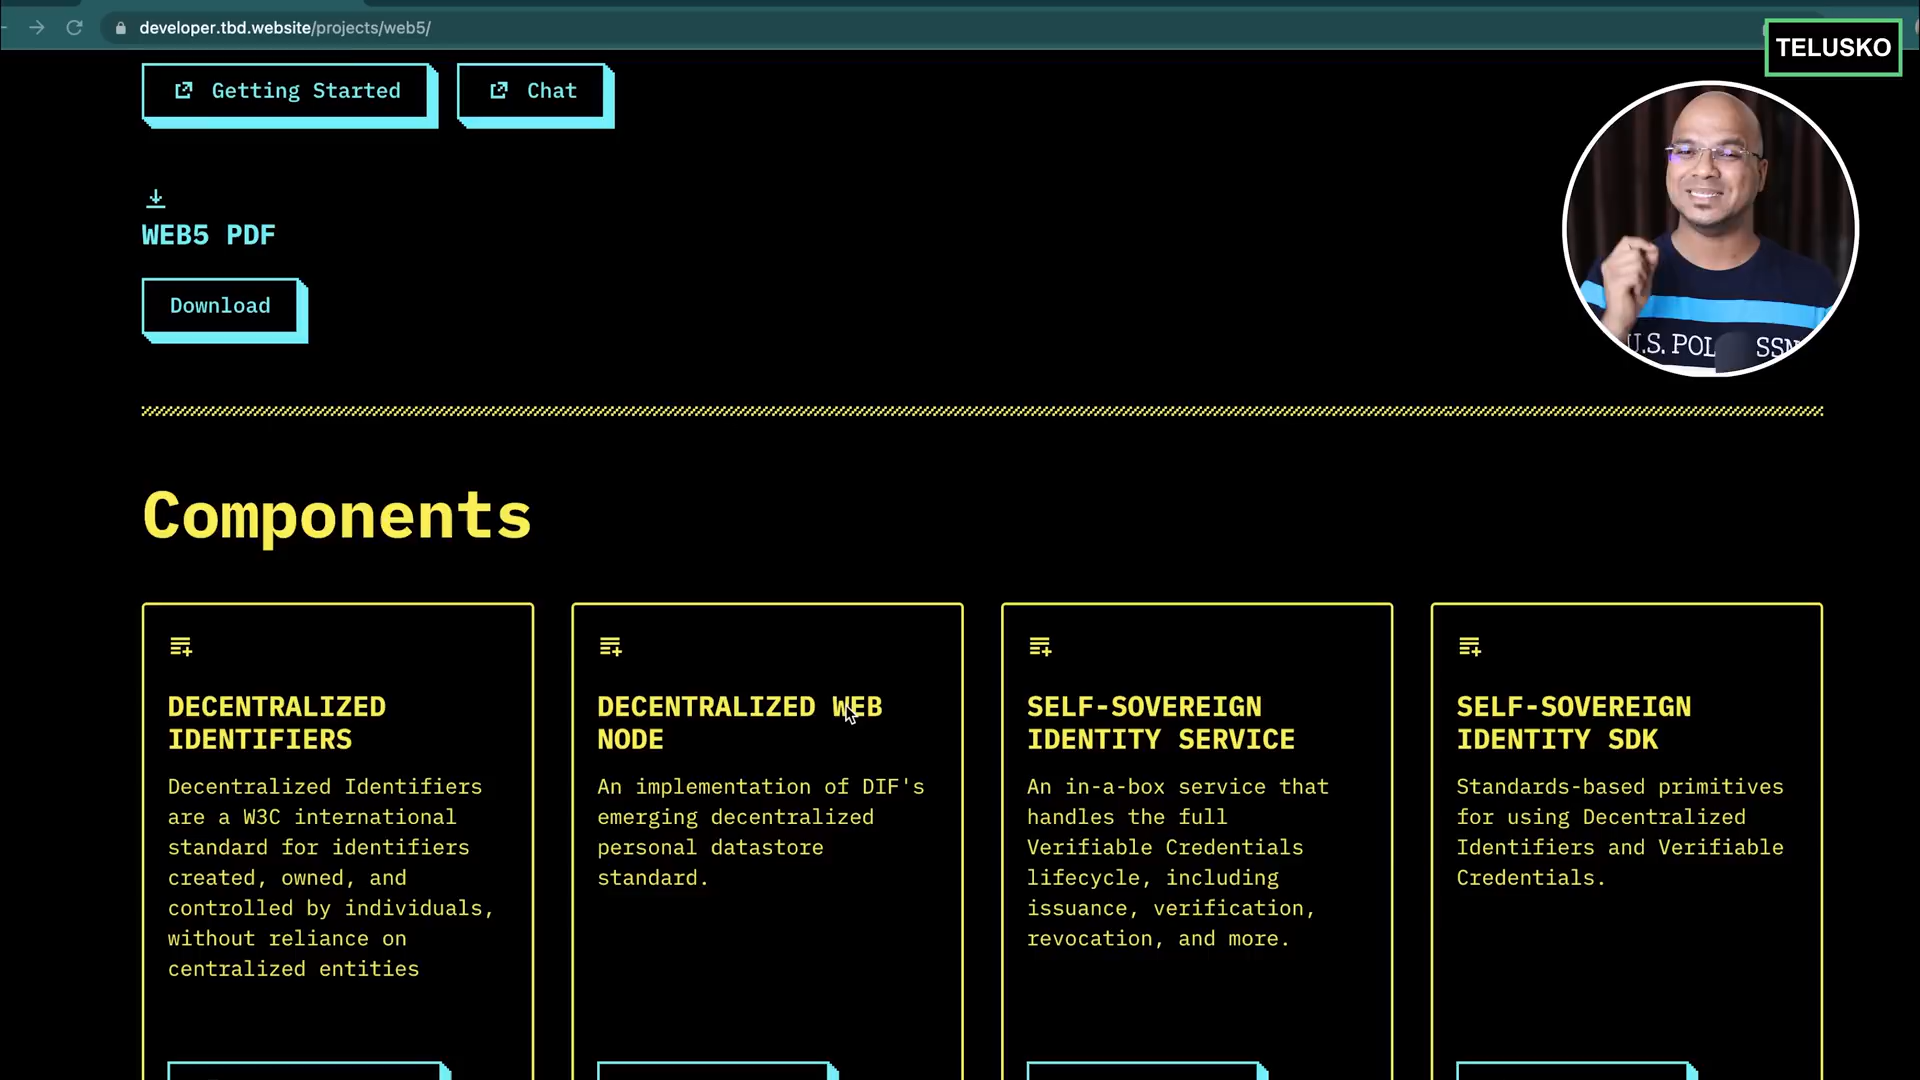 developer.tbd.website/projects/web5/
TELUSKO
Getting Started
Chat
WEB5 PDF
Download
U.S. POL SSN
Components
DECENTRALIZED
IDENTIFIERS
Decentralized Identifiers
are a W3C international
standard for identifiers
created, owned, and
controlled by individuals,
without reliance on
centralized entities
DECENTRALIZED WEB
NODE
An implementation of DIF's
emerging decentralized
personal datastore
standard.
SELF-SOVEREIGN
IDENTITY SERVICE
An in-a-box service that
handles the full
Verifiable Credentials
lifecycle, including
issuance, verification,
revocation, and more.
SELF-SOVEREIGN
IDENTITY SDK
Standards-based primitives
for using Decentralized
Identifiers and Verifiable
Credentials.